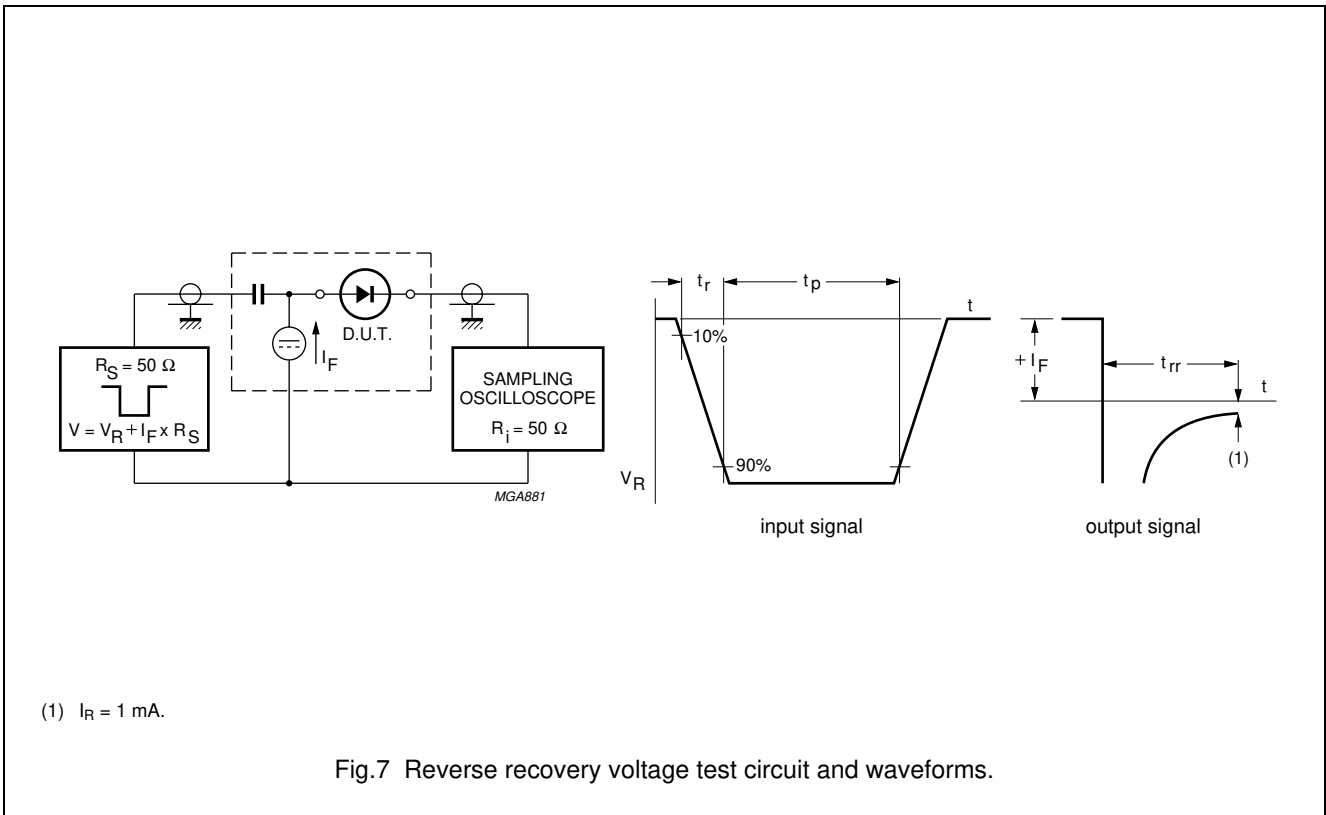 R_S = 50 Ω
V = V_R + I_F x R_S
I_F
D.U.T.
SAMPLING
OSCILLOSCOPE
R_i = 50 Ω
MGA881
t_r
t_p
t
10%
90%
V_R
input signal
+ I_F
t_rr
t
(1)
output signal
(1) I_R = 1 mA.
Fig.7 Reverse recovery voltage test circuit and waveforms.